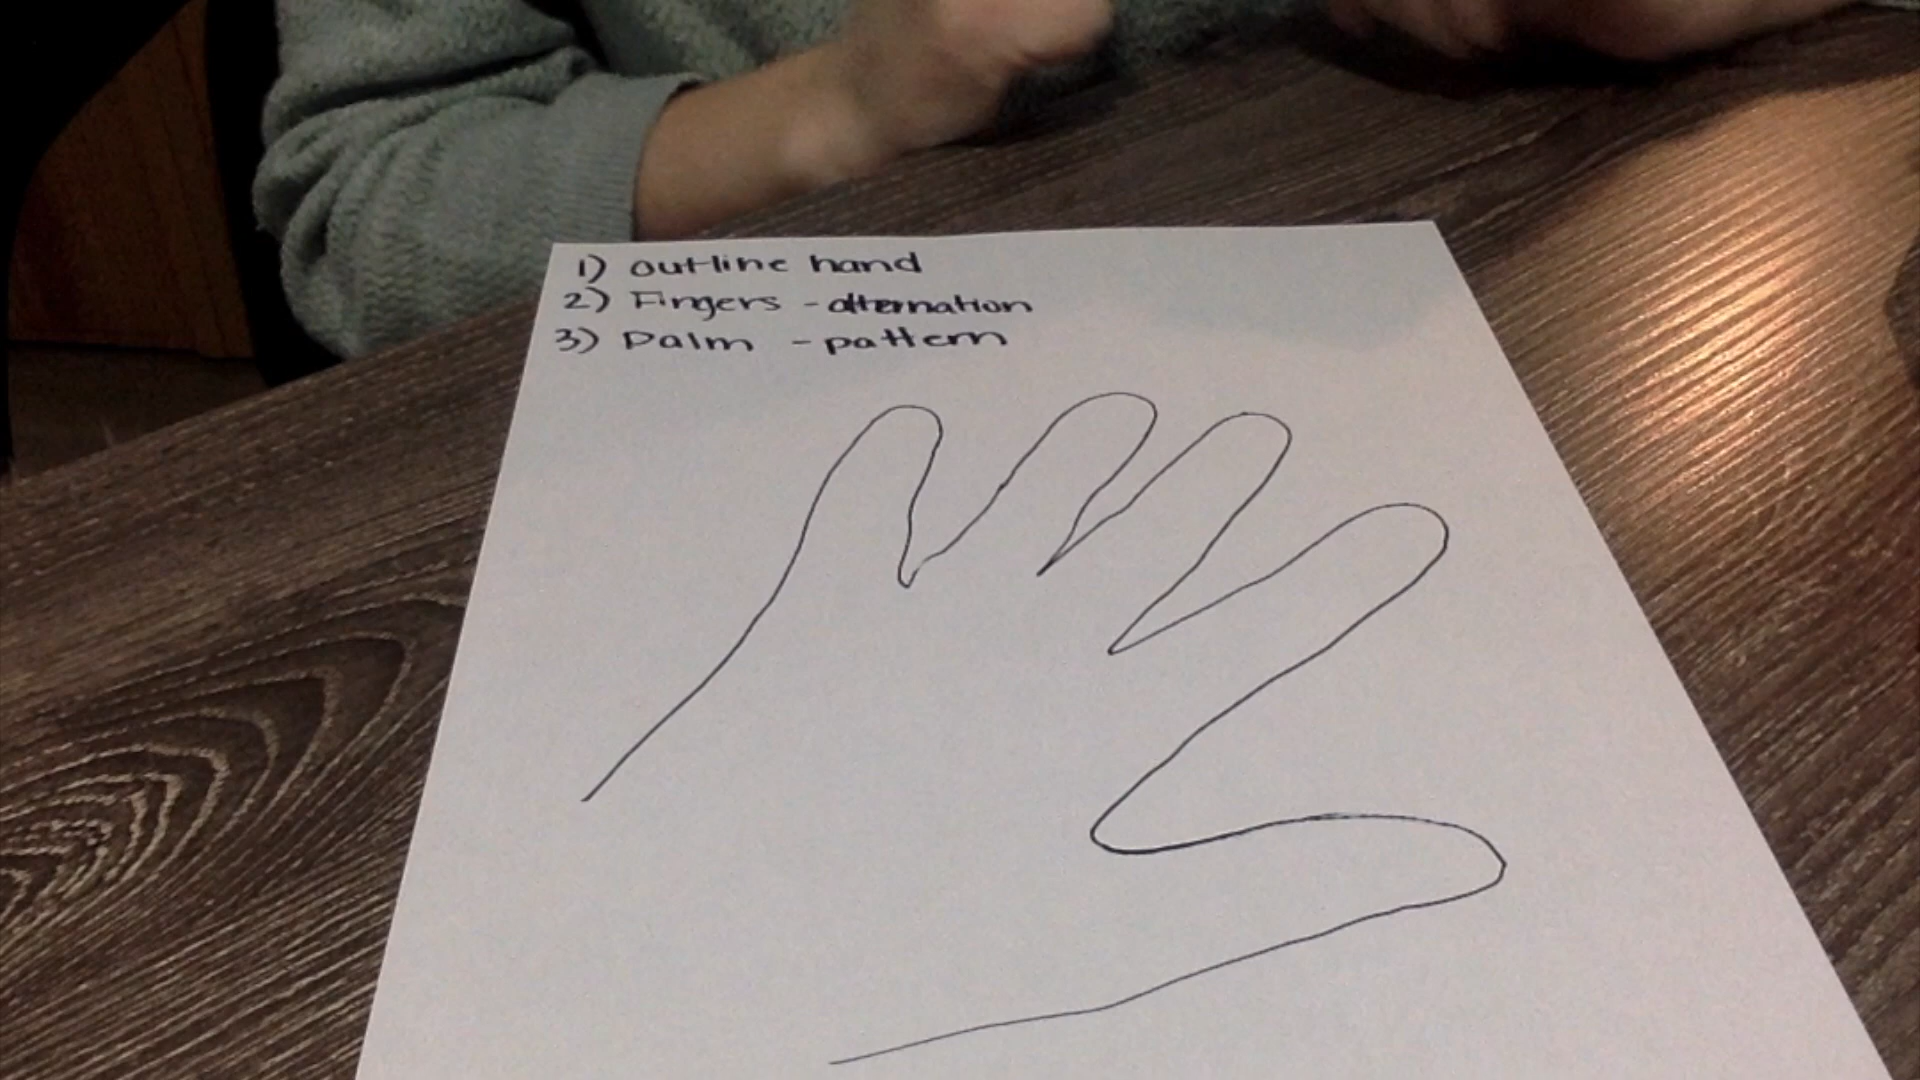 1) outline hand
2) Fingers - alternation
3) Palm - pattern